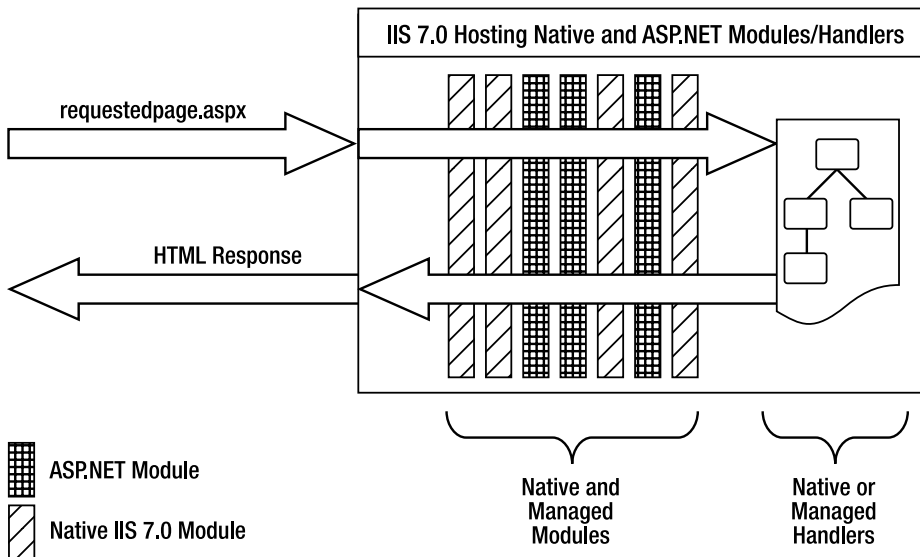 IIS 7.0 Hosting Native and ASP.NET Modules/Handlers
requestedpage.aspx
HTML Response
ASP.NET Module
Native IIS 7.0 Module
Native and
Managed
Modules
Native or
Managed
Handlers